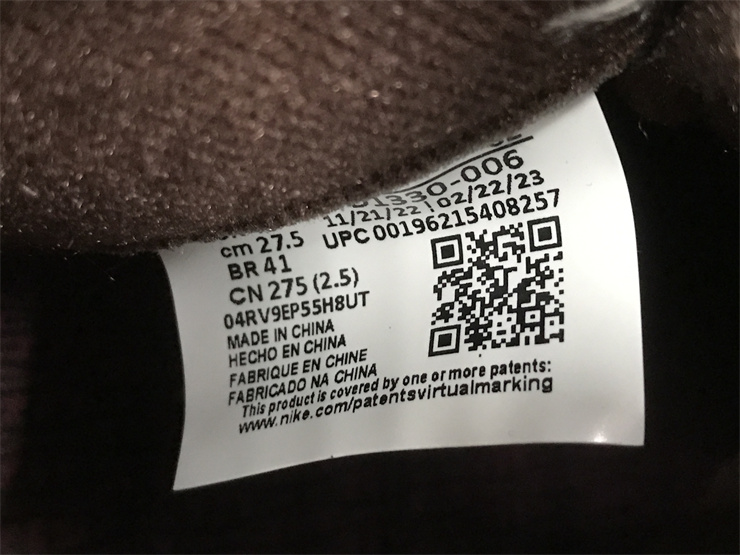 1330-006
11/21/22 | 02/22/23
UPC 00196215408257
cm 27.5
BR 41
CN 275 (2.5)
04RV9EP55H8UT
MADE IN CHINA
HECHO EN CHINA
FABRIQUE EN CHINE
FABRICADO NA CHINA
This product is covered by one or more patents:
www.nike.com/patentsvirtualmarking